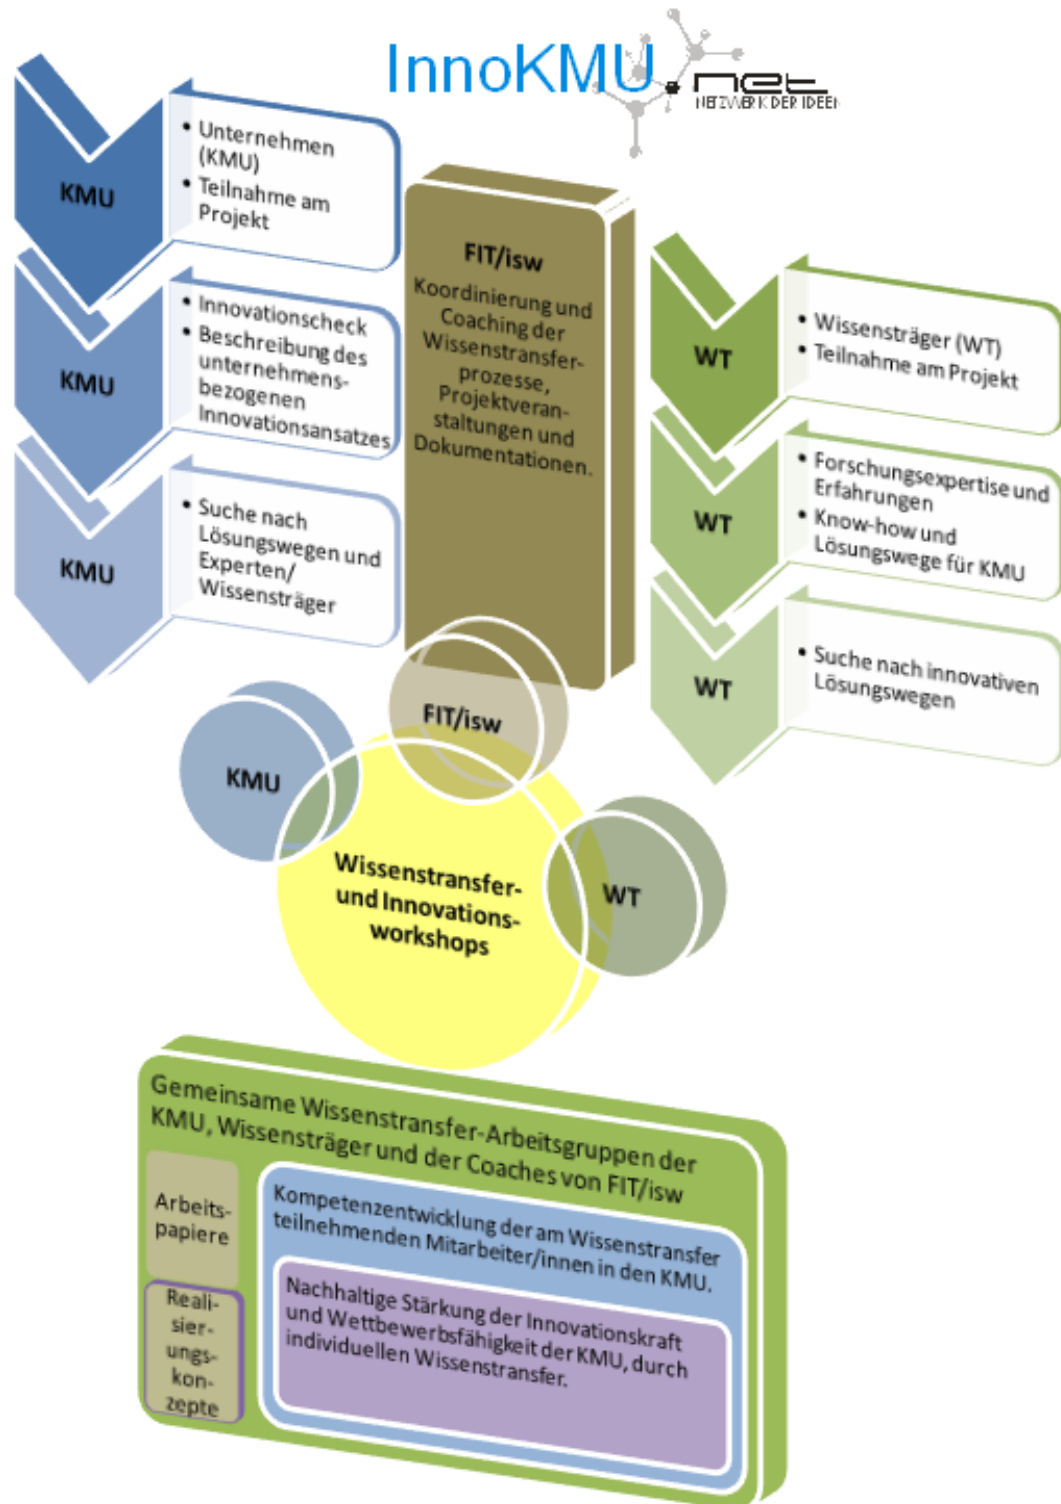 InnoKMU.net
NETZWERK DER IDEEN
KMU
• Unternehmen
(KMU)
• Teilnahme am
Projekt
KMU
• Innovationscheck
• Beschreibung des
unternehmens-
bezogenen
Innovationsansatzes
KMU
• Suche nach
Lösungswegen und
Experten/
Wissensträger
FIT/isw
Koordinierung und
Coaching der
Wissenstransfer-
prozesse,
Projektveran-
staltungen und
Dokumentationen.
WT
• Wissensträger (WT)
• Teilnahme am Projekt
WT
• Forschungsexpertise und
Erfahrungen
• Know-how und
Lösungswege für KMU
WT
• Suche nach innovativen
Lösungswegen
FIT/isw
KMU
WT
Wissenstransfer-
und Innovations-
workshops
Gemeinsame Wissenstransfer-Arbeitsgruppen der
KMU, Wissensträger und der Coaches von FIT/isw
Arbeits-
papiere
Reali-
sier-
ungs-
kon-
zepte
Kompetenzentwicklung der am Wissenstransfer
teilnehmenden Mitarbeiter/innen in den KMU.
Nachhaltige Stärkung der Innovationskraft
und Wettbewerbsfähigkeit der KMU, durch
individuellen Wissenstransfer.